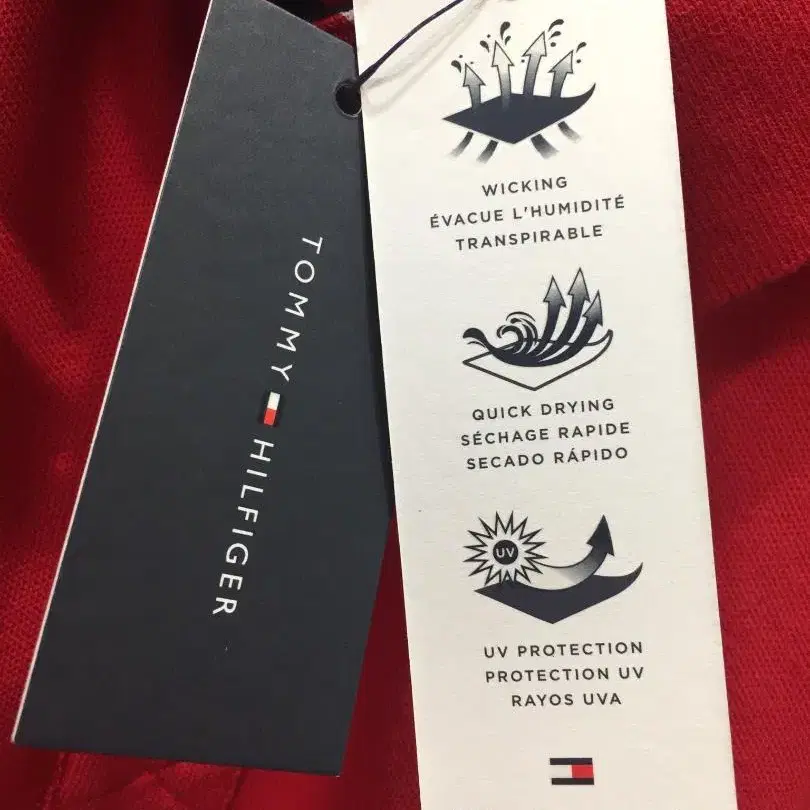 TOMMY HILFIGER
WICKING
ÉVACUE L'HUMIDITÉ
TRANSPIRABLE
QUICK DRYING
SÉCHAGE RAPIDE
SECADO RÁPIDO
UV
UV PROTECTION
PROTECTION UV
RAYOS UVA